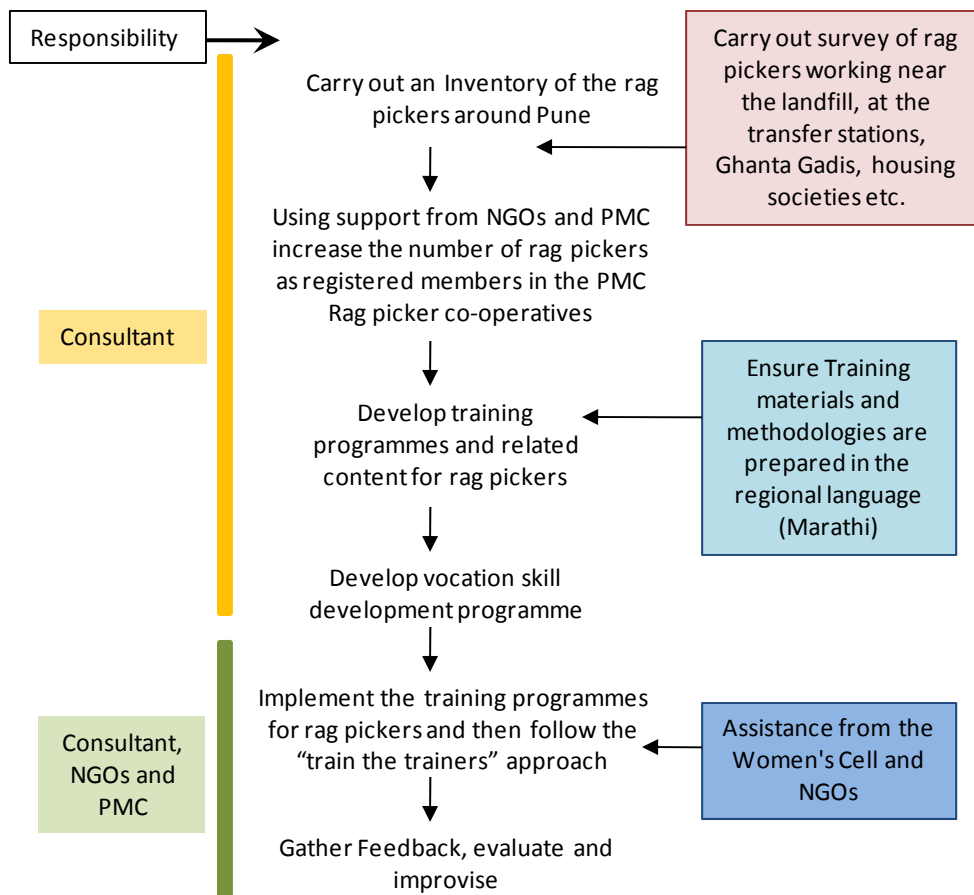 Responsibility
Carry out survey of rag
pickers working near
the landfill, at the
transfer stations,
Ghanta Gadis, housing
societies etc.
Carry out an Inventory of the rag
pickers around Pune
Using support from NGOs and PMC
increase the number of rag pickers
as registered members in the PMC
Rag picker co-operatives
Consultant
Ensure Training
materials and
methodologies are
prepared in the
regional language
(Marathi)
Develop training
programmes and related
content for rag pickers
Develop vocation skill
development programme
Implement the training programmes
for rag pickers and then follow the
“train the trainers” approach
Consultant,
NGOs and
PMC
Assistance from the
Women's Cell and
NGOs
Gather Feedback, evaluate and
improvise